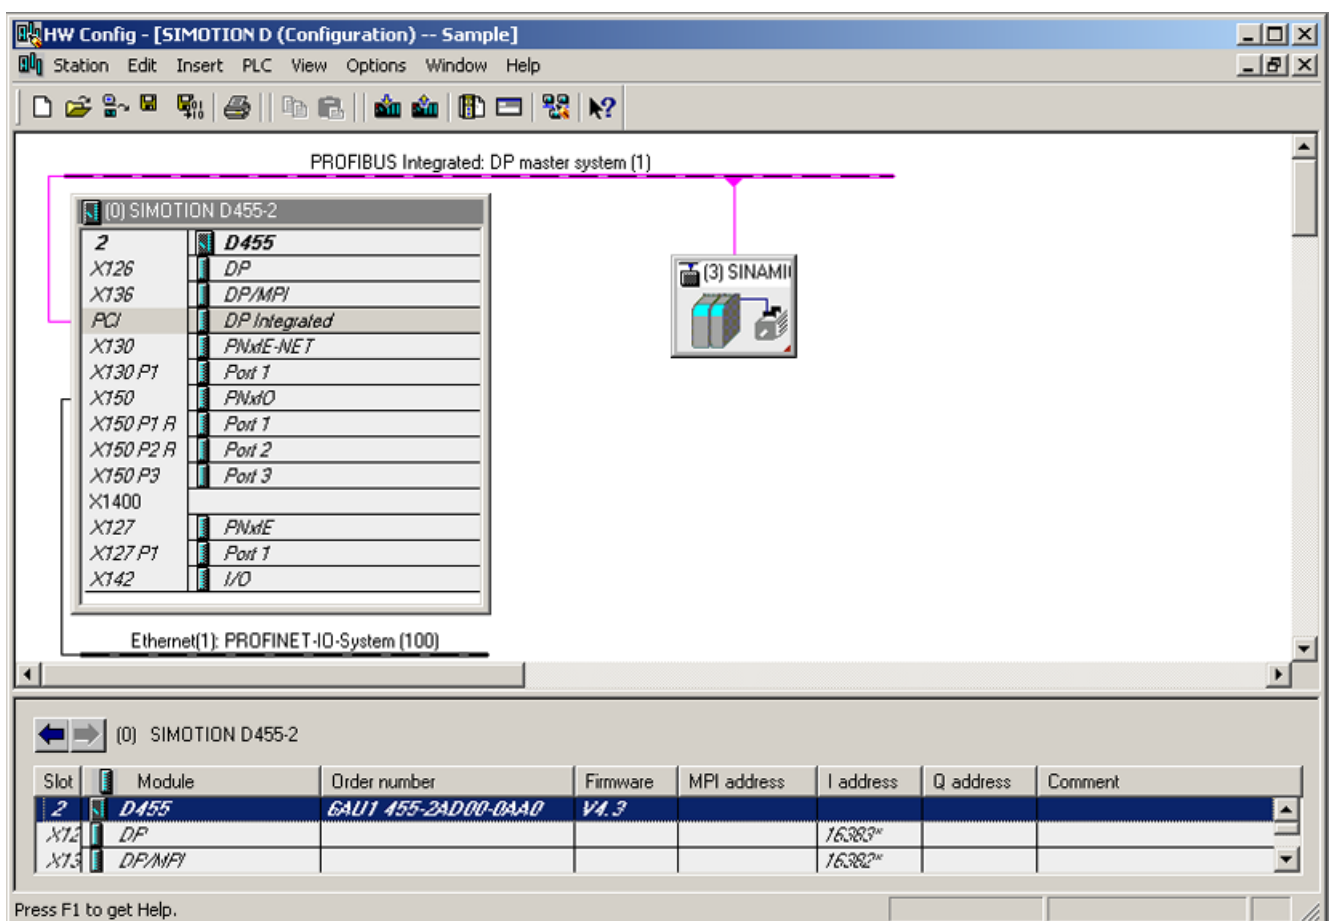 HW Config - [SIMOTION D (Configuration) -- Sample]
Station Edit Insert PLC View Options Window Help
PROFIBUS Integrated: DP master system (1)
(0) SIMOTION D455-2
2 D455
X126 DP
X136 DP/MPI
PCI DP Integrated
X130 PNxIE-NET
X130 P1 Port 1
X150 PNxIO
X150 P1 R Port 1
X150 P2 R Port 2
X150 P3 Port 3
X1400
X127 PNxIE
X127 P1 Port 1
X142 I/O
(3) SINAMI
Ethernet(1): PROFINET-IO-System (100)
(0) SIMOTION D455-2
Slot Module Order number Firmware MPI address I address Q address Comment
2 D455 6AU1 455-2AD00-0AA0 V4.3
X12 DP 16383*
X13 DP/MPI 16382*
Press F1 to get Help.